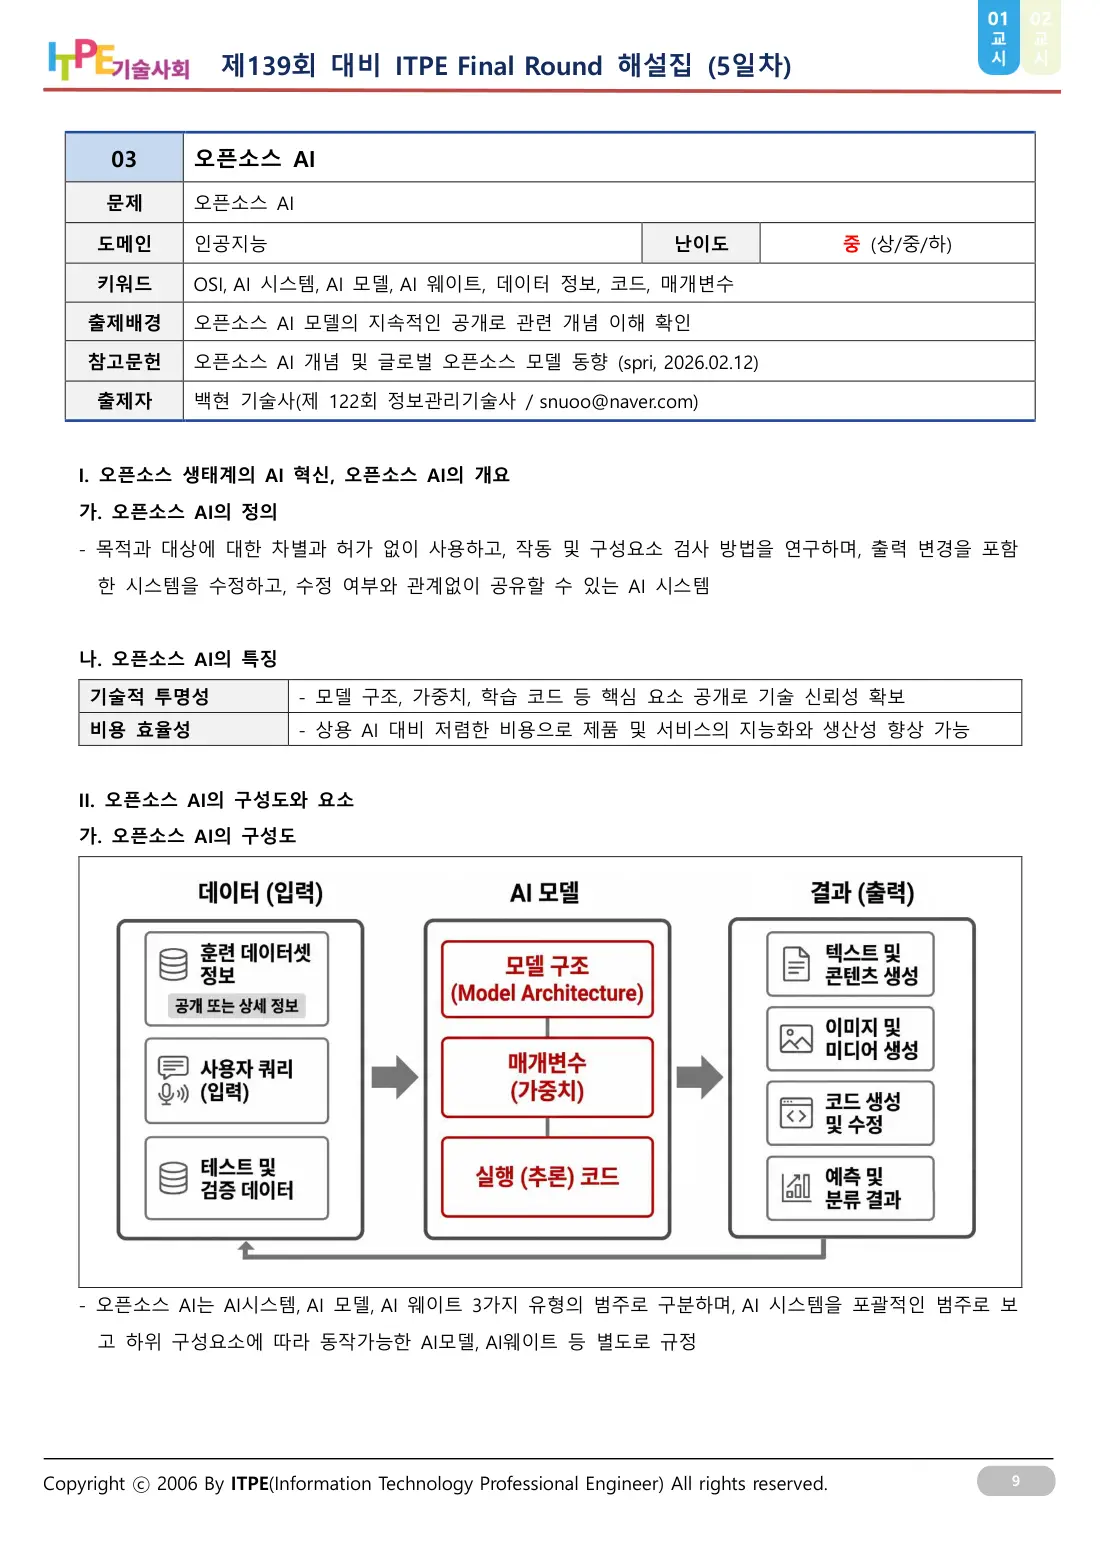 01
교
시
02
교
시
ITPE기술사회 제139회 대비 ITPE Final Round 해설집 (5일차)
03 오픈소스 AI
문제 오픈소스 AI
도메인 인공지능 난이도 중 (상/중/하)
키워드 OSI, AI 시스템, AI 모델, AI 웨이트, 데이터 정보, 코드, 매개변수
출제배경 오픈소스 AI 모델의 지속적인 공개로 관련 개념 이해 확인
참고문헌 오픈소스 AI 개념 및 글로벌 오픈소스 모델 동향 (spri, 2026.02.12)
출제자 백현 기술사(제 122회 정보관리기술사 / snuoo@naver.com)
I. 오픈소스 생태계의 AI 혁신, 오픈소스 AI의 개요
가. 오픈소스 AI의 정의
- 목적과 대상에 대한 차별과 허가 없이 사용하고, 작동 및 구성요소 검사 방법을 연구하며, 출력 변경을 포함
한 시스템을 수정하고, 수정 여부와 관계없이 공유할 수 있는 AI 시스템
나. 오픈소스 AI의 특징
기술적 투명성 - 모델 구조, 가중치, 학습 코드 등 핵심 요소 공개로 기술 신뢰성 확보
비용 효율성 - 상용 AI 대비 저렴한 비용으로 제품 및 서비스의 지능화와 생산성 향상 가능
II. 오픈소스 AI의 구성도와 요소
가. 오픈소스 AI의 구성도
데이터 (입력)
훈련 데이터셋
정보
공개 또는 상세 정보
사용자 쿼리
(입력)
테스트 및
검증 데이터
AI 모델
모델 구조
(Model Architecture)
매개변수
(가중치)
실행 (추론) 코드
결과 (출력)
텍스트 및
콘텐츠 생성
이미지 및
미디어 생성
코드 생성
및 수정
예측 및
분류 결과
- 오픈소스 AI는 AI시스템, AI 모델, AI 웨이트 3가지 유형의 범주로 구분하며, AI 시스템을 포괄적인 범주로 보
고 하위 구성요소에 따라 동작가능한 AI모델, AI웨이트 등 별도로 규정
Copyright ⓒ 2006 By ITPE(Information Technology Professional Engineer) All rights reserved.
9